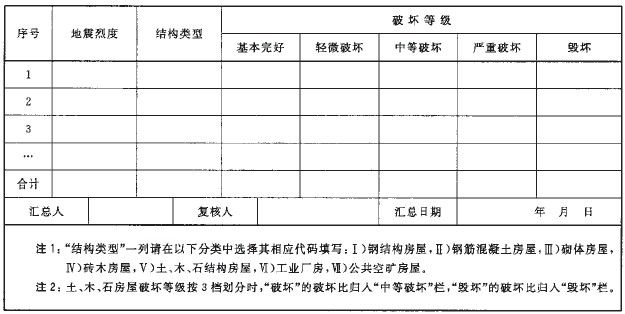 序号 地震烈度 结构类型 破坏等级
基本完好 轻微破坏 中等破坏 严重破坏 毁坏
1
2
3
…
合计
汇总人 复核人 汇总日期 年 月 日
注1:“结构类型”一列请在以下分类中选择其相应代码填写:Ⅰ)钢结构房屋,Ⅱ)钢筋混凝土房屋,Ⅲ)砌体房屋,
Ⅳ)砖木房屋,Ⅴ)土、木、石结构房屋,Ⅵ)工业厂房,Ⅶ)公共空旷房屋。
注2:土、木、石房屋破坏等级按3档划分时,“破坏”的破坏比归入“中等破坏”栏,“毁坏”的破坏比归入“毁坏”栏。